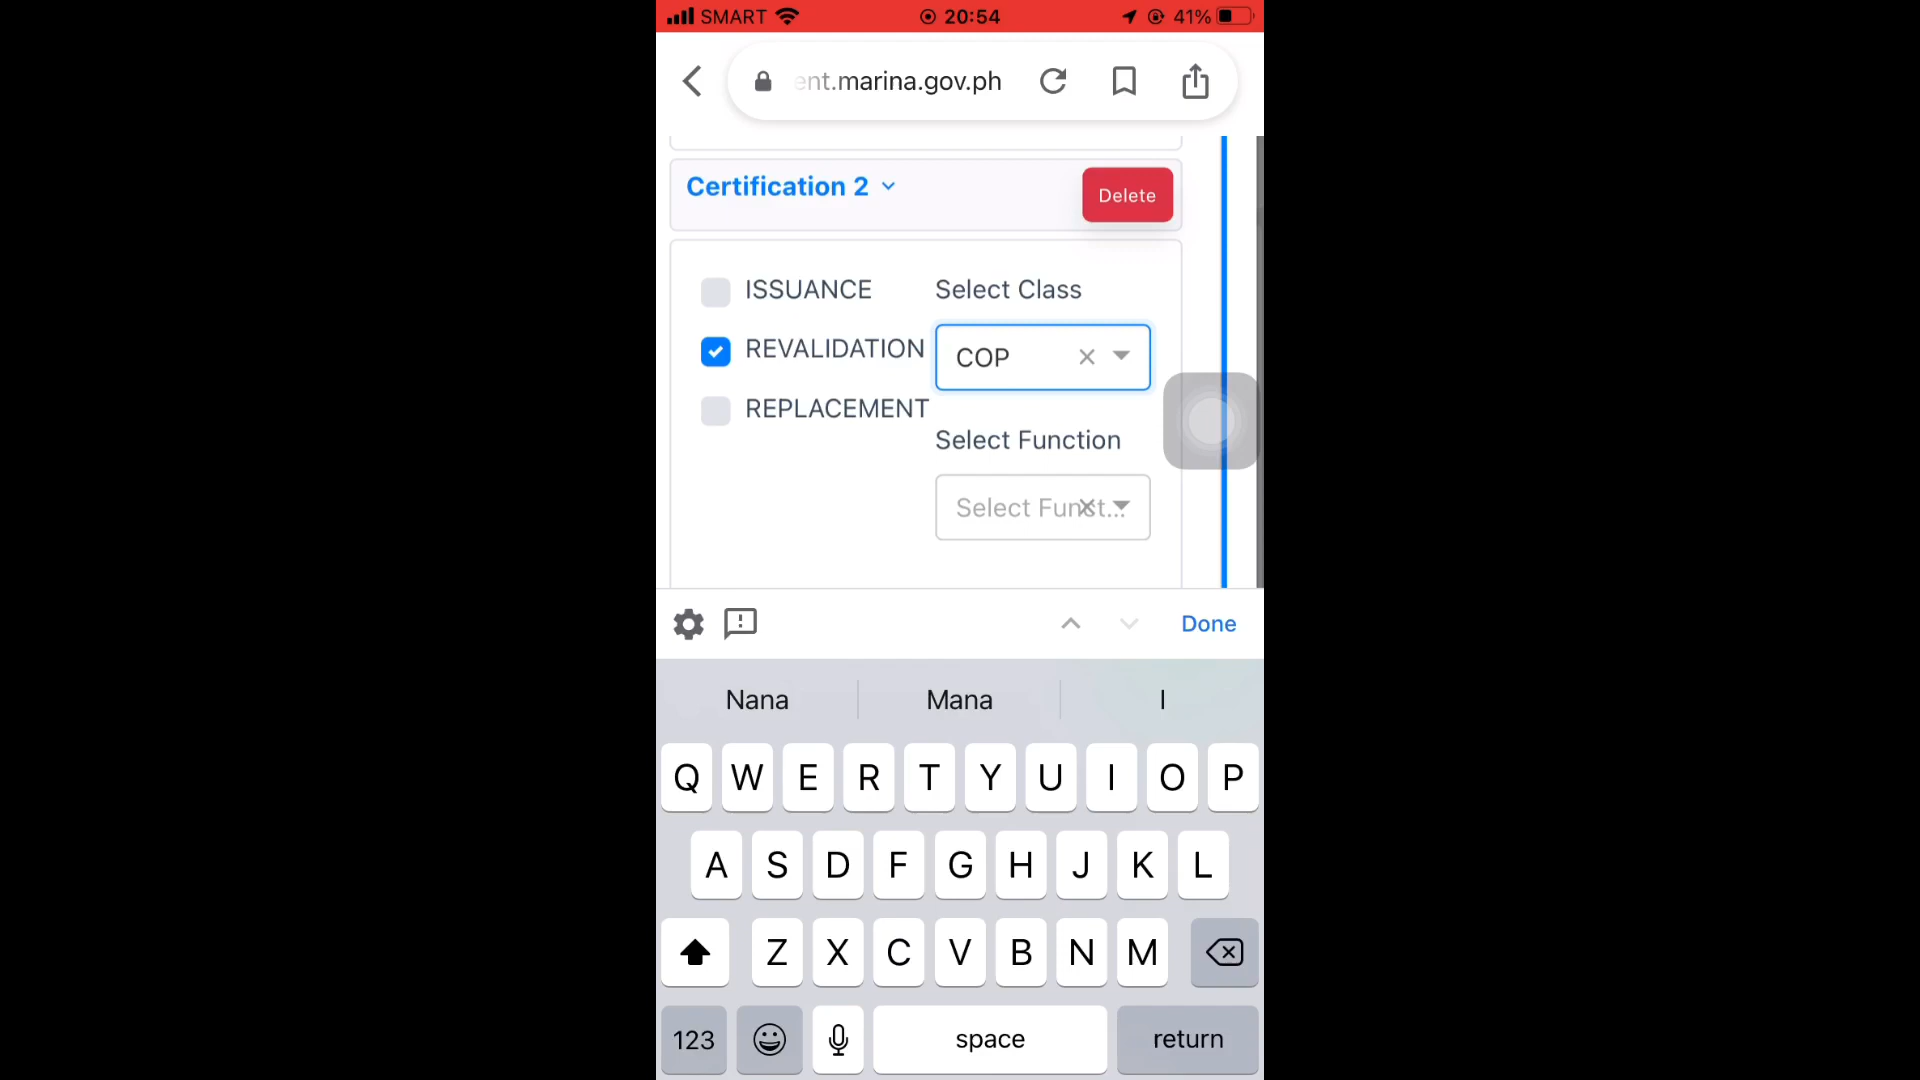 SMART 20:54 41%
ent.marina.gov.ph
Certification 2
Delete
ISSUANCE
Select Class
REVALIDATION
COP
REPLACEMENT
Select Function
Select Funct...
Done
Nana Mana I
Q W E R T Y U I O P
A S D F G H J K L
Z X C V B N M
123 space return